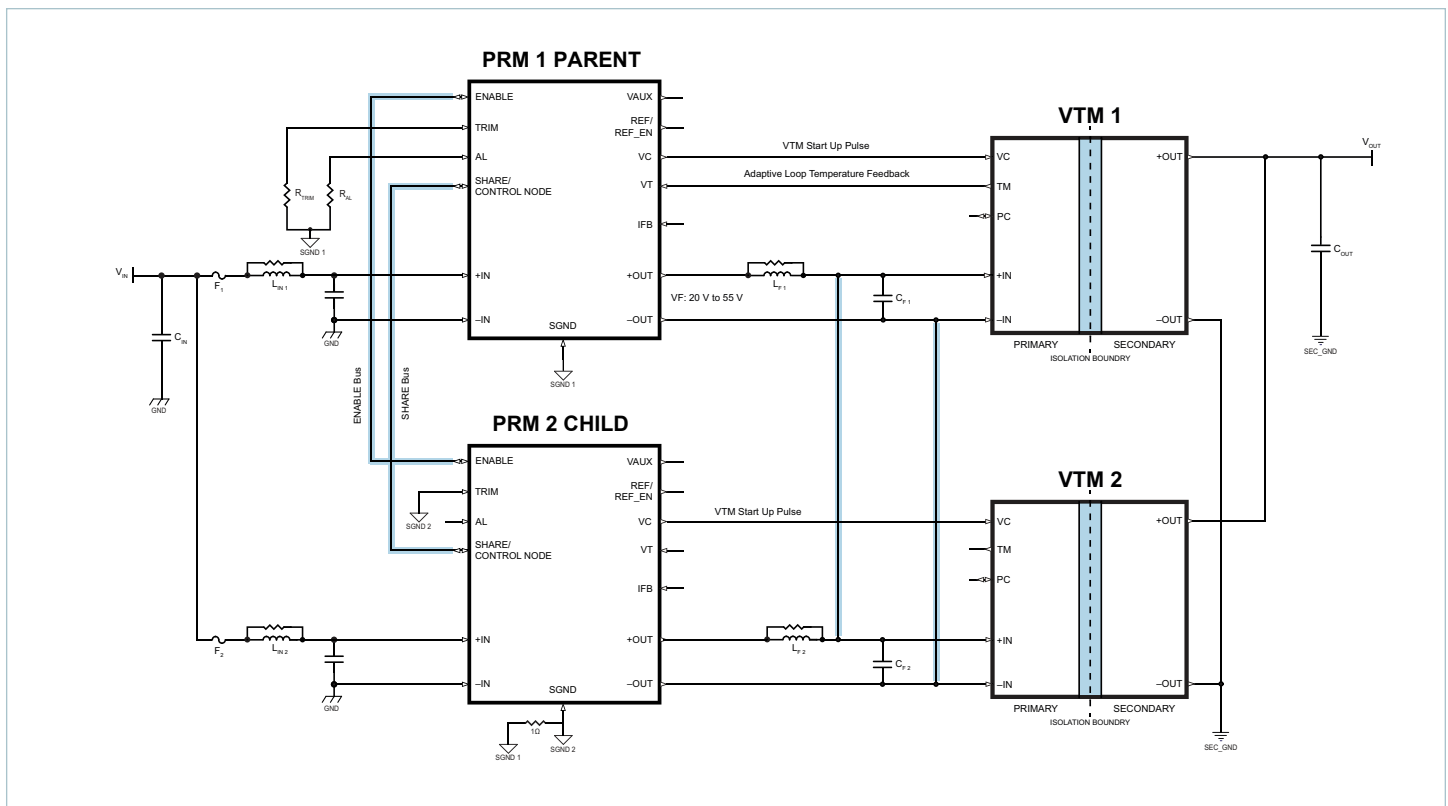 PRM 1 PARENT
ENABLE
TRIM
AL
SHARE/
CONTROL NODE
+IN
–IN
SGND
VAUX
REF/
REF_EN
VC
VT
IFB
+OUT
–OUT
VTM Start Up Pulse
Adaptive Loop Temperature Feedback
VF: 20 V to 55 V
L F 1
C F 1
R TRIM
R AL
SGND 1
SGND 1
V IN
F 1
L IN 1
C IN
GND
GND
ENABLE Bus
SHARE Bus
VTM 1
VC
TM
PC
+IN
–IN
+OUT
–OUT
PRIMARY
SECONDARY
ISOLATION BOUNDRY
V OUT
C OUT
SEC_GND
PRM 2 CHILD
ENABLE
TRIM
AL
SHARE/
CONTROL NODE
+IN
–IN
SGND
VAUX
REF/
REF_EN
VC
VT
IFB
+OUT
–OUT
SGND 2
F 2
L IN 2
GND
1Ω
SGND 1
SGND 2
VTM Start Up Pulse
L F 2
C F 2
VTM 2
VC
TM
PC
+IN
–IN
+OUT
–OUT
PRIMARY
SECONDARY
ISOLATION BOUNDRY
SEC_GND